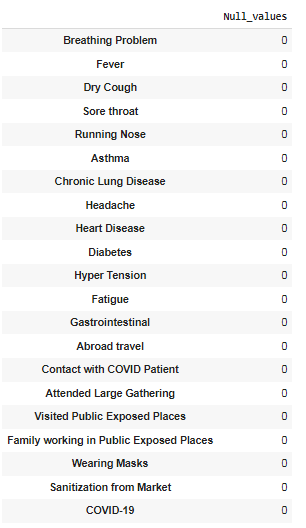 Null_values
Breathing Problem 0
Fever 0
Dry Cough 0
Sore throat 0
Running Nose 0
Asthma 0
Chronic Lung Disease 0
Headache 0
Heart Disease 0
Diabetes 0
Hyper Tension 0
Fatigue 0
Gastrointestinal 0
Abroad travel 0
Contact with COVID Patient 0
Attended Large Gathering 0
Visited Public Exposed Places 0
Family working in Public Exposed Places 0
Wearing Masks 0
Sanitization from Market 0
COVID-19 0